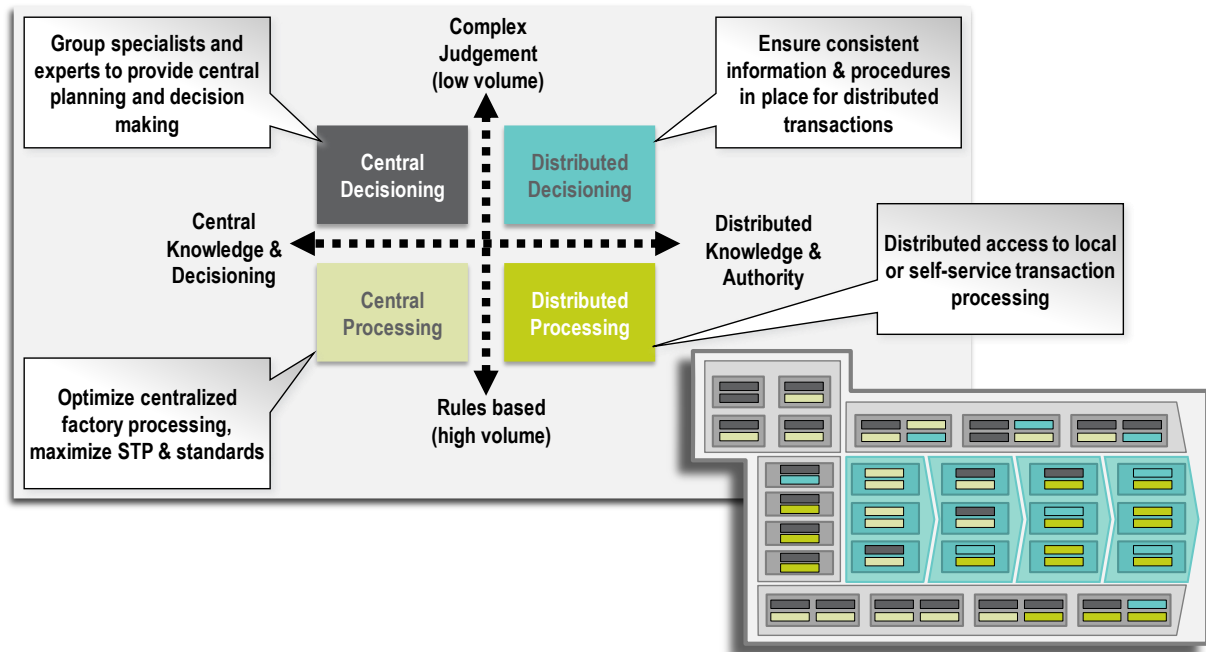 Group specialists and
experts to provide central
planning and decision
making
Complex
Judgement
(low volume)
Ensure consistent
information & procedures
in place for distributed
transactions
Central
Decisioning
Distributed
Decisioning
Central
Knowledge &
Decisioning
Distributed
Knowledge &
Authority
Distributed access to local
or self-service transaction
processing
Central
Processing
Distributed
Processing
Optimize centralized
factory processing,
maximize STP & standards
Rules based
(high volume)